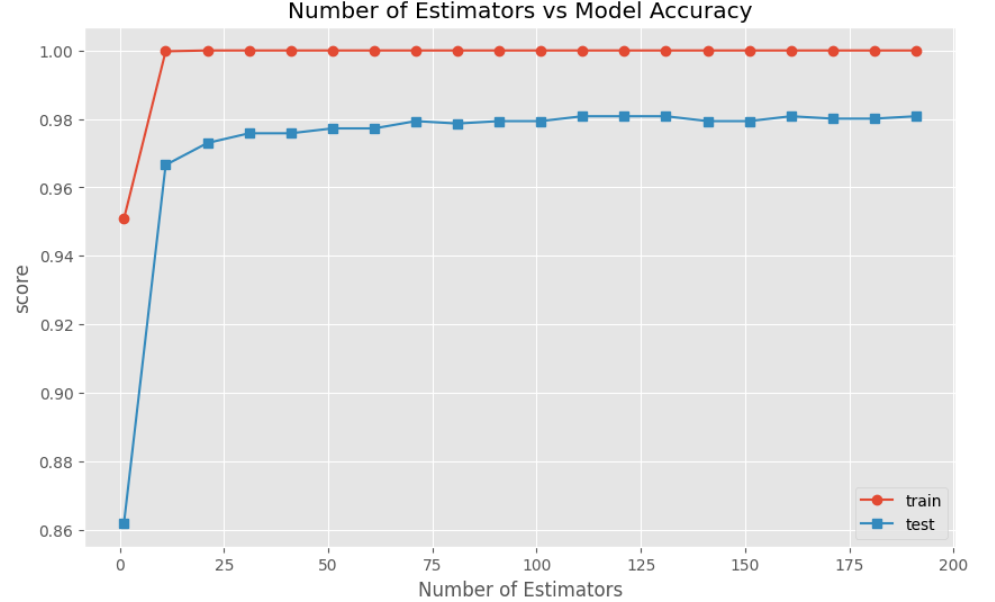 Number of Estimators vs Model Accuracy
1.00
0.98
0.96
0.94
0.92
0.90
0.88
0.86
score
train
test
0 25 50 75 100 125 150 175 200
Number of Estimators